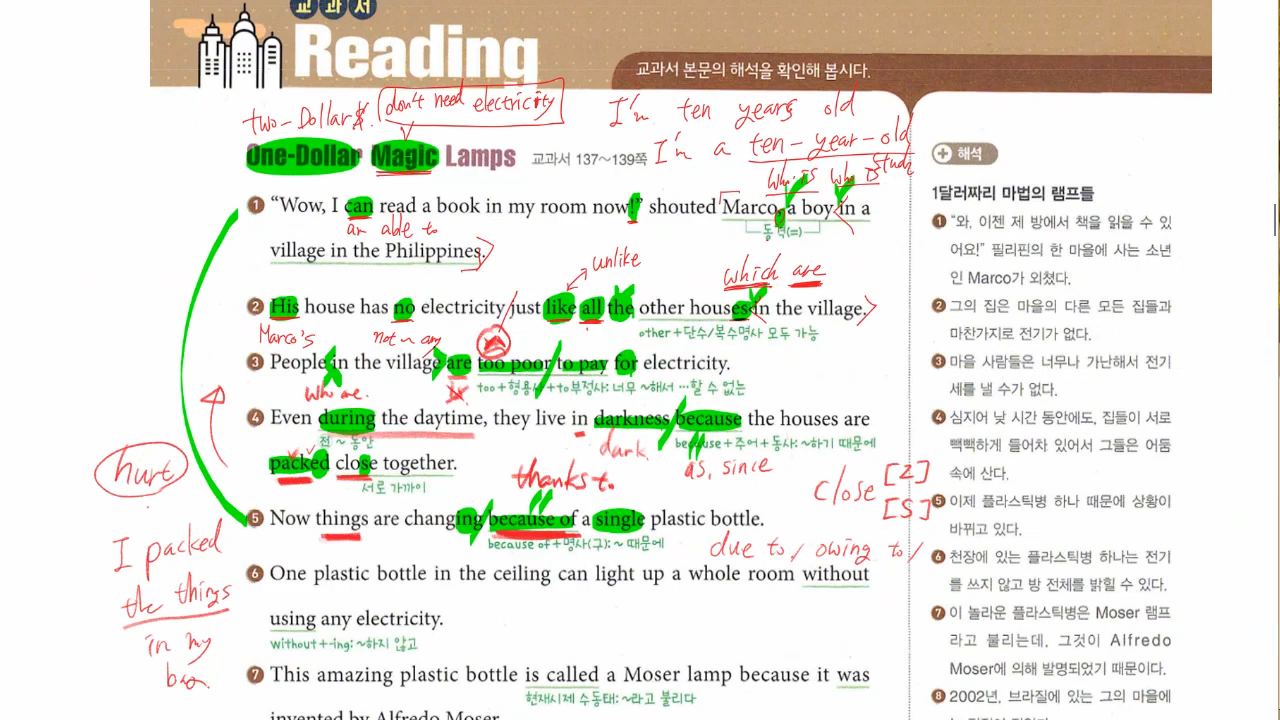 교과서
Reading
교과서 본문의 해석을 확인해 봅시다.
two-Dollar
don't need electricity
I'm ten years old
I'm a ten-year-old
study
One-Dollar Magic Lamps 교과서 137~139쪽
who is who is
1 "Wow, I can read a book in my room now!" shouted Marco, a boy in a
동격(=)
village in the Philippines.
unlike
which are
2 His house has no electricity just like all the other houses in the village.
Marco's
not ~ any
other+단수/복수명사 모두 가능
3 People in the village are too poor to pay for electricity.
who are
too+형용사+to부정사: 너무 ~해서 …할 수 없는
4 Even during the daytime, they live in darkness because the houses are
전 ~ 동안
dark.
because+주어+동사: ~하기 때문에
as, since
packed close together.
서로 가까이
thanks to
close [z]
[s]
hurt
5 Now things are changing because of a single plastic bottle.
because of+명사(구): ~ 때문에
due to / owing to /
I packed
the things
in my
6 One plastic bottle in the ceiling can light up a whole room without
using any electricity.
without+-ing: ~하지 않고
7 This amazing plastic bottle is called a Moser lamp because it was
현재시제 수동태: ~라고 불리다
invented by Alfredo Moser.
+ 해석
1달러짜리 마법의 램프들
1 "와, 이젠 제 방에서 책을 읽을 수 있
어요!" 필리핀의 한 마을에 사는 소년
인 Marco가 외쳤다.
2 그의 집은 마을의 다른 모든 집들과
마찬가지로 전기가 없다.
3 마을 사람들은 너무나 가난해서 전기
세를 낼 수가 없다.
4 심지어 낮 시간 동안에도, 집들이 서로
빽빽하게 들어차 있어서 그들은 어둠
속에 산다.
5 이제 플라스틱병 하나 때문에 상황이
바뀌고 있다.
6 천장에 있는 플라스틱병 하나는 전기
를 쓰지 않고 방 전체를 밝힐 수 있다.
7 이 놀라운 플라스틱병은 Moser 램프
라고 불리는데, 그것이 Alfredo
Moser에 의해 발명되었기 때문이다.
8 2002년, 브라질에 있는 그의 마을에